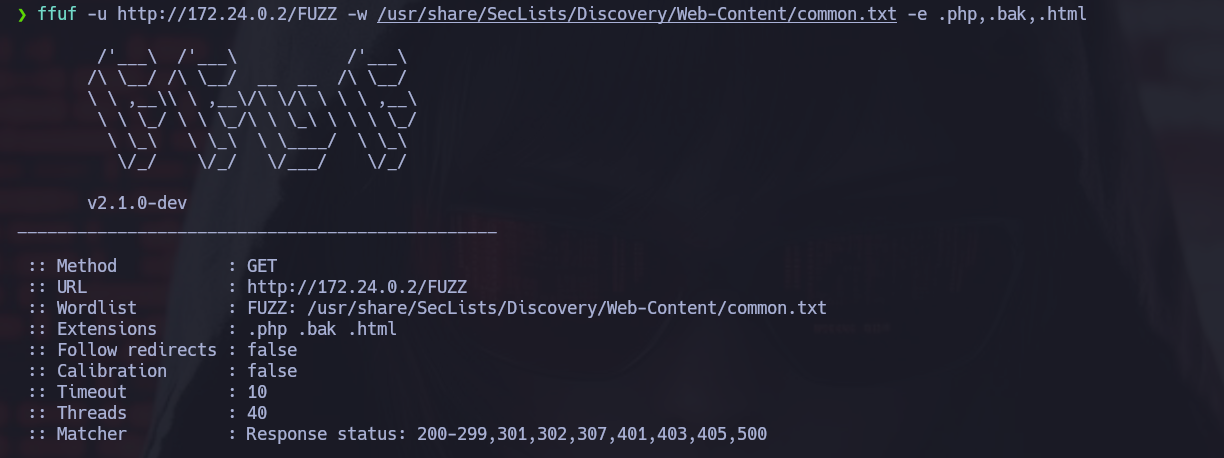 ❯ ffuf -u http://172.24.0.2/FUZZ -w /usr/share/SecLists/Discovery/Web-Content/common.txt -e .php,.bak,.html
        /'___\  /'___\           /'___\
       /\ \__/ /\ \__/  __  __  /\ \__/
       \ \ ,__\\ \ ,__\/\ \/\ \ \ \ ,__\
        \ \ \_/ \ \ \_/\ \ \_\ \ \ \ \_/
         \ \_\   \ \_\  \ \____/  \ \_\
          \/_/    \/_/   \/___/    \/_/
v2.1.0-dev
________________________________________________
:: Method : GET
:: URL : http://172.24.0.2/FUZZ
:: Wordlist : FUZZ: /usr/share/SecLists/Discovery/Web-Content/common.txt
:: Extensions : .php .bak .html
:: Follow redirects : false
:: Calibration : false
:: Timeout : 10
:: Threads : 40
:: Matcher : Response status: 200-299,301,302,307,401,403,405,500